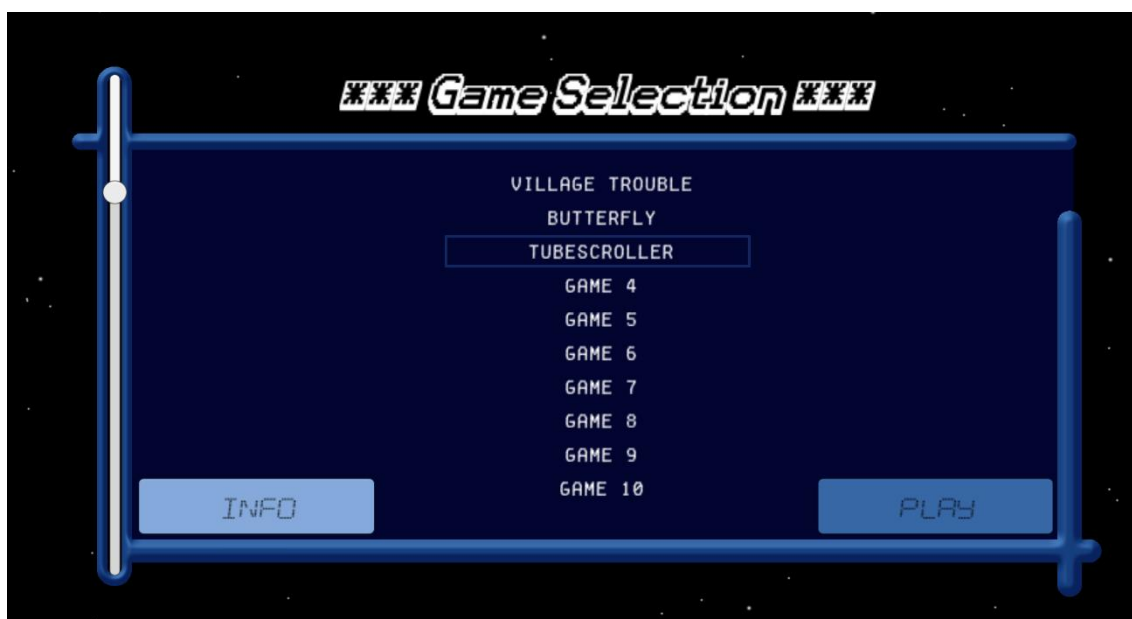 *** Game Selection ***
VILLAGE TROUBLE
BUTTERFLY
TUBESCROLLER
GAME 4
GAME 5
GAME 6
GAME 7
GAME 8
GAME 9
GAME 10
INFO
PLAY